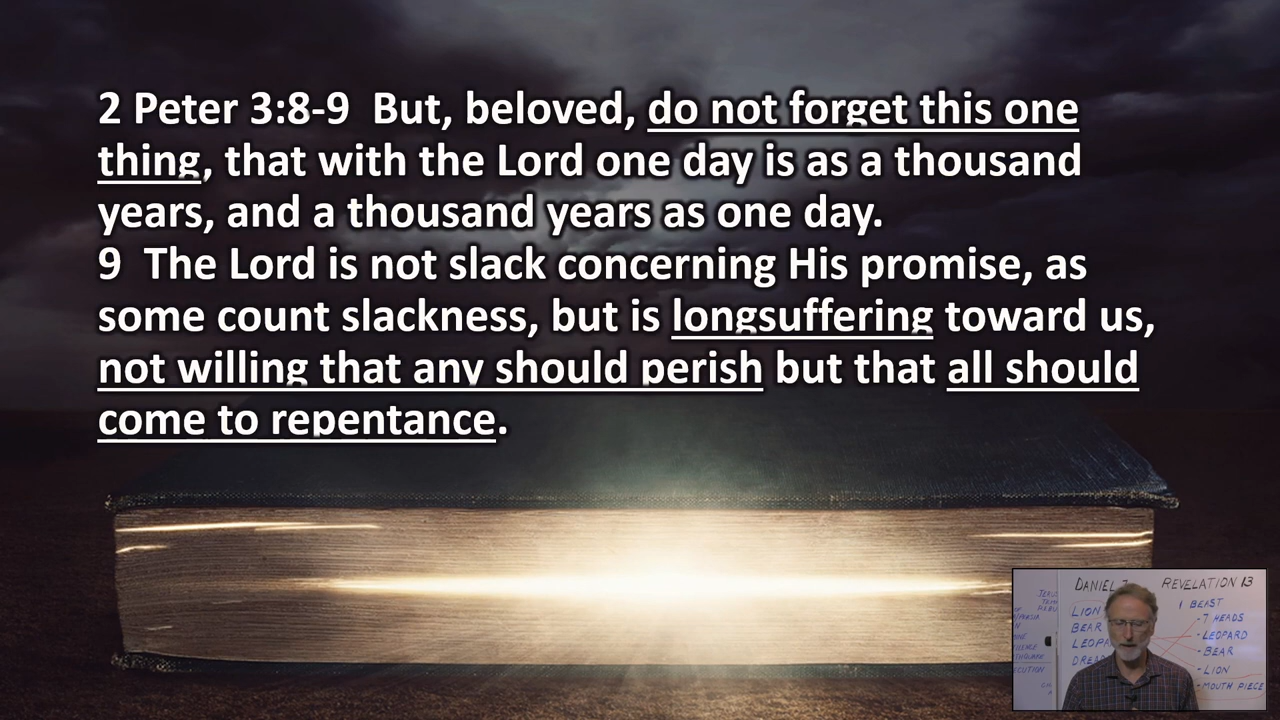 2 Peter 3:8-9 But, beloved, do not forget this one
thing, that with the Lord one day is as a thousand
years, and a thousand years as one day.
9 The Lord is not slack concerning His promise, as
some count slackness, but is longsuffering toward us,
not willing that any should perish but that all should
come to repentance.
DANIEL
LION
BEAR
REVELATION 13
1 BEAST
-7 HEADS
-LEOPARD
-BEAR
-LION
-MOUTH PIECE